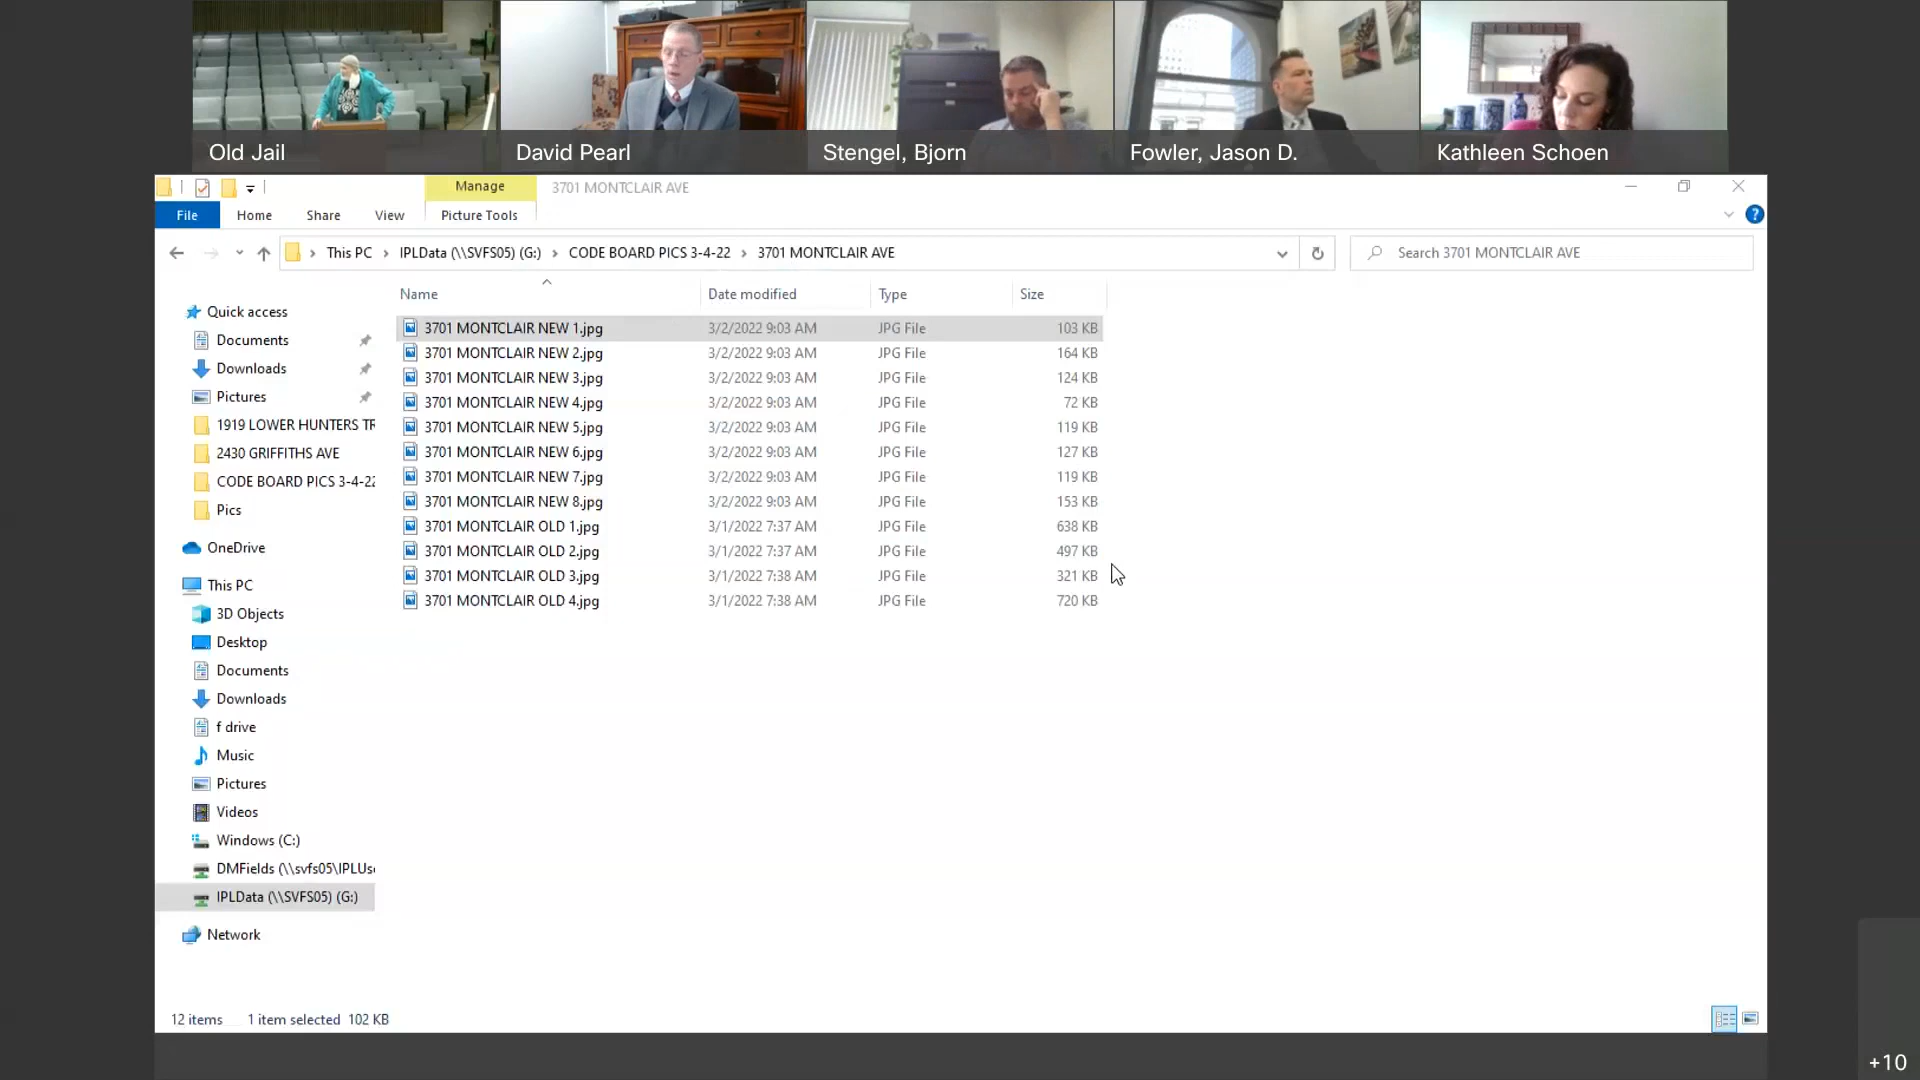 Old Jail
David Pearl
Stengel, Bjorn
Fowler, Jason D.
Kathleen Schoen
Manage
3701 MONTCLAIR AVE
File
Home
Share
View
Picture Tools
This PC
IPLData (\\SVFS05) (G:)
CODE BOARD PICS 3-4-22
3701 MONTCLAIR AVE
Search 3701 MONTCLAIR AVE
Name
Date modified
Type
Size
Quick access
Documents
Downloads
Pictures
1919 LOWER HUNTERS TR
2430 GRIFFITHS AVE
CODE BOARD PICS 3-4-22
Pics
OneDrive
This PC
3D Objects
Desktop
Documents
Downloads
f drive
Music
Pictures
Videos
Windows (C:)
DMFields (\\svfs05\IPLUse
IPLData (\\SVFS05) (G:)
Network
3701 MONTCLAIR NEW 1.jpg 3/2/2022 9:03 AM JPG File 103 KB
3701 MONTCLAIR NEW 2.jpg 3/2/2022 9:03 AM JPG File 164 KB
3701 MONTCLAIR NEW 3.jpg 3/2/2022 9:03 AM JPG File 124 KB
3701 MONTCLAIR NEW 4.jpg 3/2/2022 9:03 AM JPG File 72 KB
3701 MONTCLAIR NEW 5.jpg 3/2/2022 9:03 AM JPG File 119 KB
3701 MONTCLAIR NEW 6.jpg 3/2/2022 9:03 AM JPG File 127 KB
3701 MONTCLAIR NEW 7.jpg 3/2/2022 9:03 AM JPG File 119 KB
3701 MONTCLAIR NEW 8.jpg 3/2/2022 9:03 AM JPG File 153 KB
3701 MONTCLAIR OLD 1.jpg 3/1/2022 7:37 AM JPG File 638 KB
3701 MONTCLAIR OLD 2.jpg 3/1/2022 7:37 AM JPG File 497 KB
3701 MONTCLAIR OLD 3.jpg 3/1/2022 7:38 AM JPG File 321 KB
3701 MONTCLAIR OLD 4.jpg 3/1/2022 7:38 AM JPG File 720 KB
12 items 1 item selected 102 KB
+10